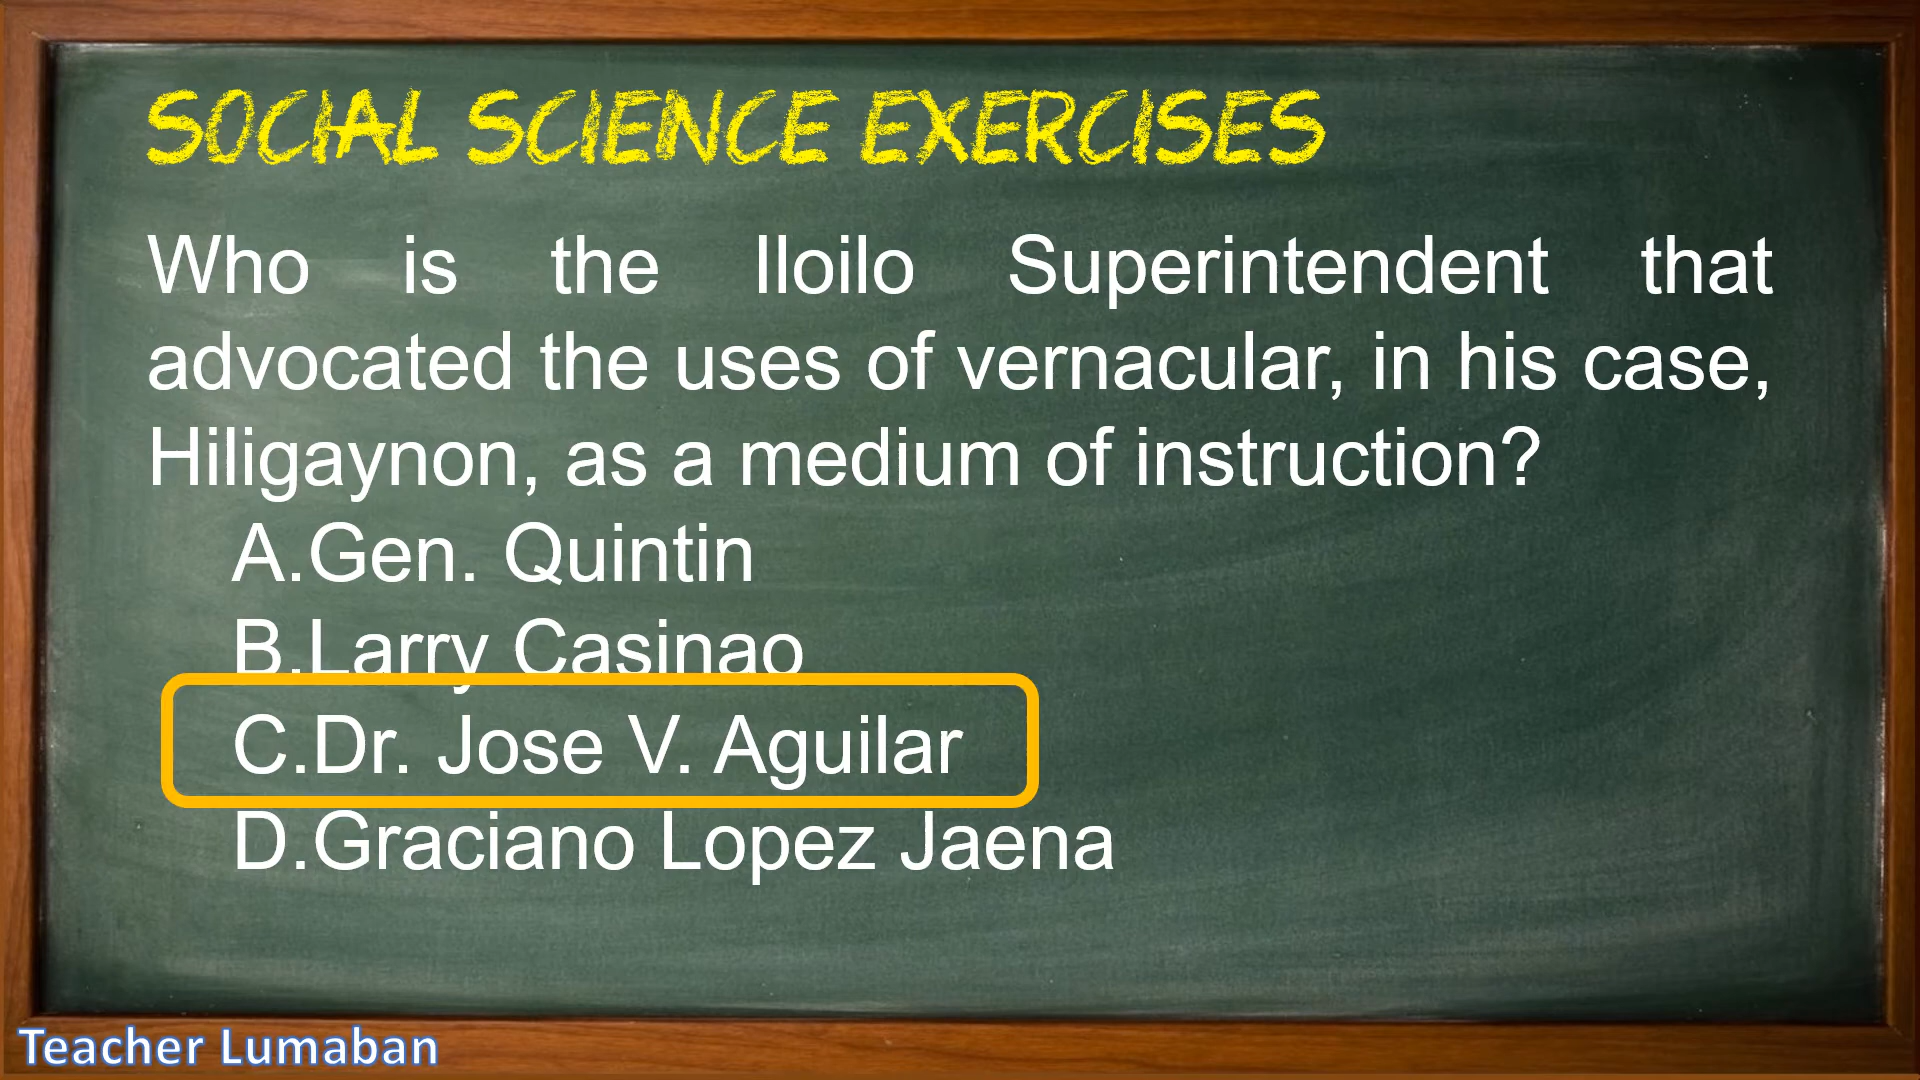 SOCIAL SCIENCE EXERCISES
Who is the Iloilo Superintendent that
advocated the uses of vernacular, in his case,
Hiligaynon, as a medium of instruction?
A.Gen. Quintin
B.Larry Casinao
C.Dr. Jose V. Aguilar
D.Graciano Lopez Jaena
Teacher Lumaban